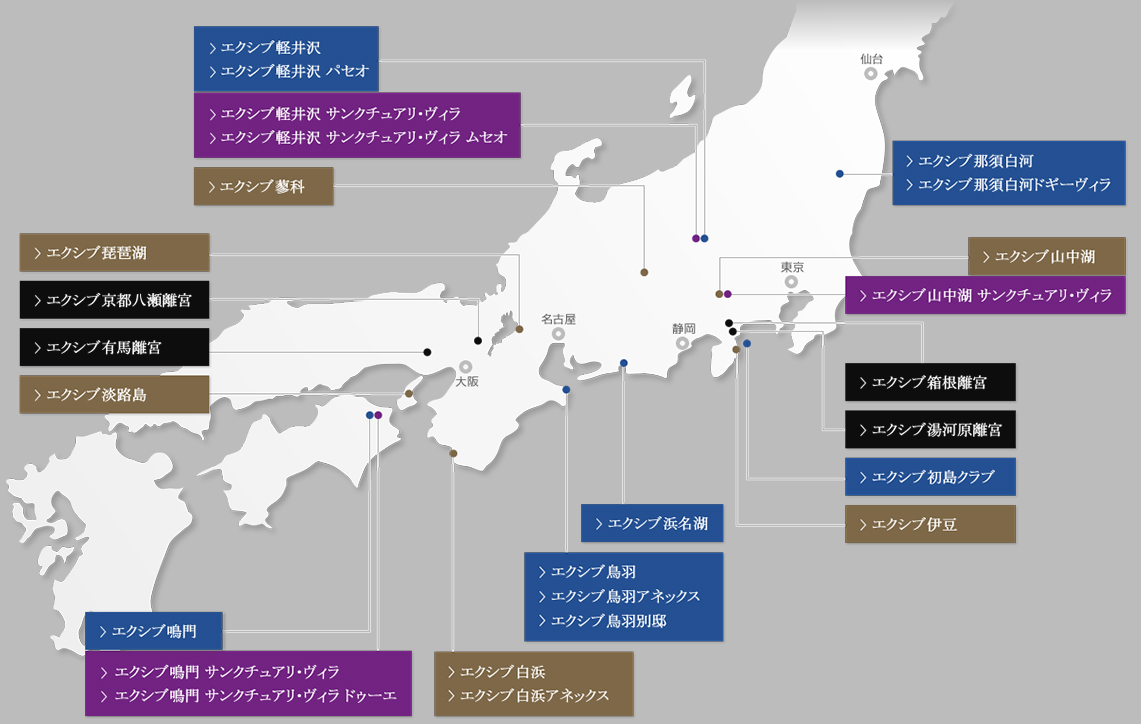 エクシブ軽井沢
エクシブ軽井沢 パセオ
エクシブ軽井沢 サンクチュアリ・ヴィラ
エクシブ軽井沢 サンクチュアリ・ヴィラ ムセオ
エクシブ蓼科
仙台
エクシブ那須白河
エクシブ那須白河ドギーヴィラ
エクシブ琵琶湖
エクシブ京都八瀬離宮
エクシブ有馬離宮
エクシブ淡路島
エクシブ山中湖
エクシブ山中湖 サンクチュアリ・ヴィラ
東京
名古屋
静岡
大阪
エクシブ箱根離宮
エクシブ湯河原離宮
エクシブ初島クラブ
エクシブ伊豆
エクシブ浜名湖
エクシブ鳥羽
エクシブ鳥羽アネックス
エクシブ鳥羽別邸
エクシブ鳴門
エクシブ鳴門 サンクチュアリ・ヴィラ
エクシブ鳴門 サンクチュアリ・ヴィラ ドゥーエ
エクシブ白浜
エクシブ白浜アネックス